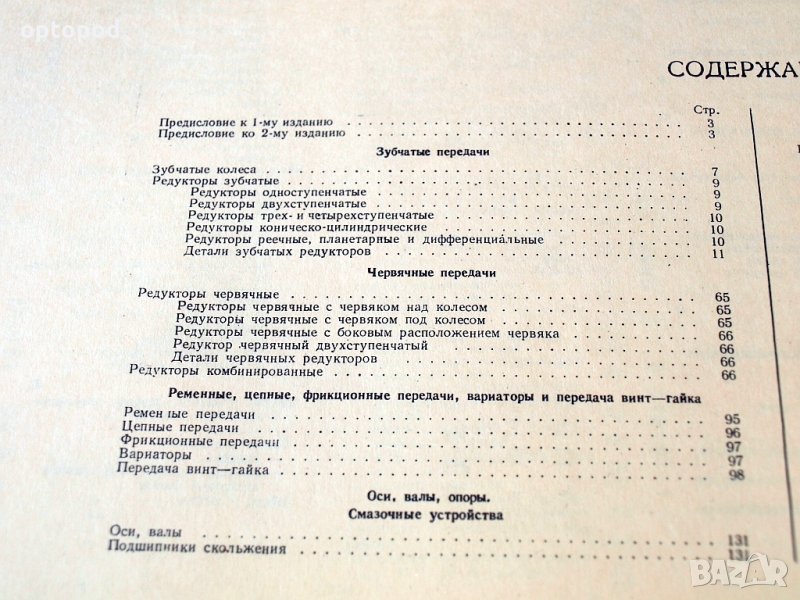 optopod
СОДЕРЖА
Стр.
Предисловие к 1-му изданию 3
Предисловие ко 2-му изданию 3
Зубчатые передачи
Зубчатые колеса 7
Редукторы зубчатые 9
Редукторы одноступенчатые 9
Редукторы двухступенчатые 9
Редукторы трех- и четырехступенчатые 10
Редукторы коническо-цилиндрические 10
Редукторы реечные, планетарные и дифференциальные 10
Детали зубчатых редукторов 11
Червячные передачи
Редукторы червячные 65
Редукторы червячные с червяком над колесом 65
Редукторы червячные с червяком под колесом 65
Редукторы червячные с боковым расположением червяка 66
Редуктор червячный двухступенчатый 66
Детали червячных редукторов 66
Редукторы комбинированные 66
Ременные, цепные, фрикционные передачи, вариаторы и передача винт—гайка
Ременные передачи 95
Цепные передачи 96
Фрикционные передачи 97
Вариаторы 97
Передача винт—гайка 98
Оси, валы, опоры.
Смазочные устройства
Оси, валы 131
Подшипники скольжения 131
BAZAR